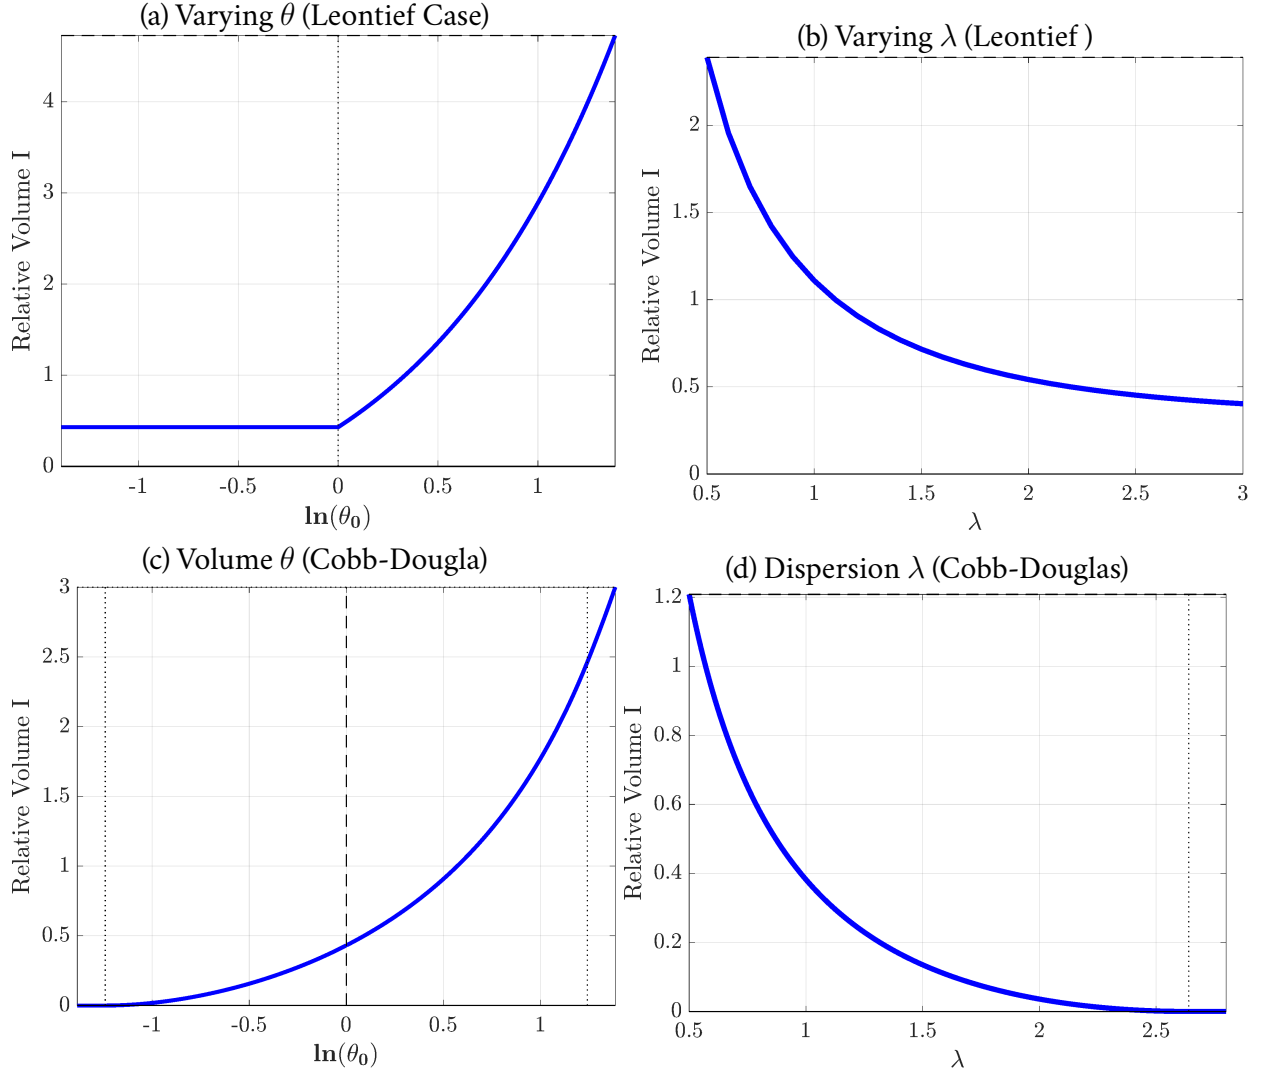 (a) Varying θ (Leontief Case)
Relative Volume I
4
3
2
1
0
-1 -0.5 0 0.5 1
ln(θ₀)
(b) Varying λ (Leontief )
Relative Volume I
2
1.5
1
0.5
0
0.5 1 1.5 2 2.5 3
λ
(c) Volume θ (Cobb-Dougla)
Relative Volume I
3
2.5
2
1.5
1
0.5
0
-1 -0.5 0 0.5 1
ln(θ₀)
(d) Dispersion λ (Cobb-Douglas)
Relative Volume I
1.2
1
0.8
0.6
0.4
0.2
0
0.5 1 1.5 2 2.5
λ